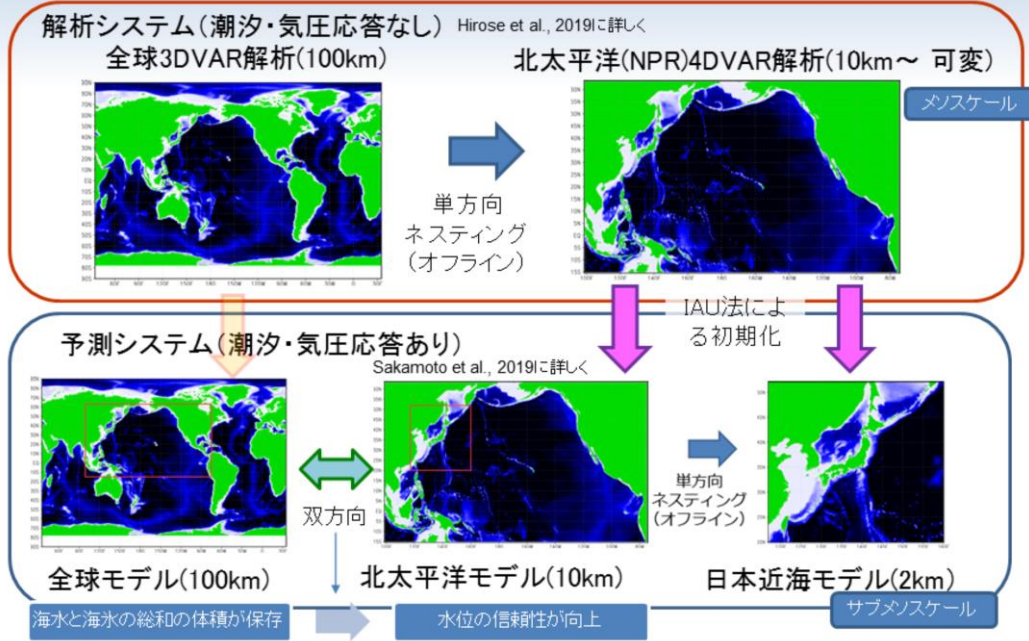 解析システム(潮汐・気圧応答なし) Hirose et al., 2019に詳しく
全球3DVAR解析(100km)
北太平洋(NPR)4DVAR解析(10km～ 可変)
メソスケール
単方向
ネスティング
(オフライン)
IAU法によ
る初期化
予測システム(潮汐・気圧応答あり)
Sakamoto et al., 2019に詳しく
双方向
単方向
ネスティング
(オフライン)
全球モデル(100km)
北太平洋モデル(10km)
日本近海モデル(2km)
サブメソスケール
海水と海氷の総和の体積が保存
水位の信頼性が向上